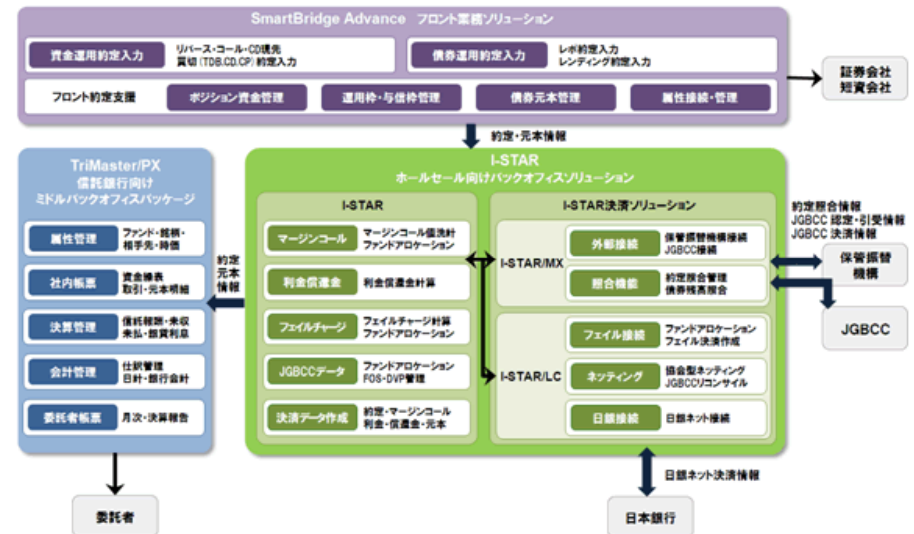 SmartBridge Advance フロント業務ソリューション
資金運用約定入力
リバース・コール・CD現先
買切(TDB.CD.CP)約定入力
債券運用約定入力
レポ約定入力
レンディング約定入力
フロント約定支援
ポジション資金管理
運用枠・与信枠管理
債券元本管理
属性接続・管理
証券会社
短資会社
約定・元本情報
TriMaster/PX
信託銀行向け
ミドルバックオフィスパッケージ
属性管理
ファンド・銘柄・
相手先・時価
社内帳票
資金繰表
取引・元本明細
決算管理
信託報酬・未収
未払・銀貸利息
会計管理
仕訳管理
日計・銀行会計
委託者帳票
月次・決算報告
約定
元本
情報
I-STAR
ホールセール向けバックオフィスソリューション
I-STAR
マージンコール
マージンコール値洗計
ファンドアロケーション
利金償還金
利金償還金計算
フェイルチャージ
フェイルチャージ計算
ファンドアロケーション
JGBCCデータ
ファンドアロケーション
FOS-DVP管理
決済データ作成
約定・マージンコール
利金・償還金・元本
I-STAR決済ソリューション
I-STAR/MX
外部接続
保管振替機構接続
JGBCC接続
照合機能
約定照合管理
債券残高照合
I-STAR/LC
フェイル接続
ファンドアロケーション
フェイル決済作成
ネッティング
協会型ネッティング
JGBCCリコンサイル
日銀接続
日銀ネット接続
約定照合情報
JGBCC 認定・引受情報
JGBCC 決済情報
保管振替
機構
JGBCC
日銀ネット決済情報
委託者
日本銀行